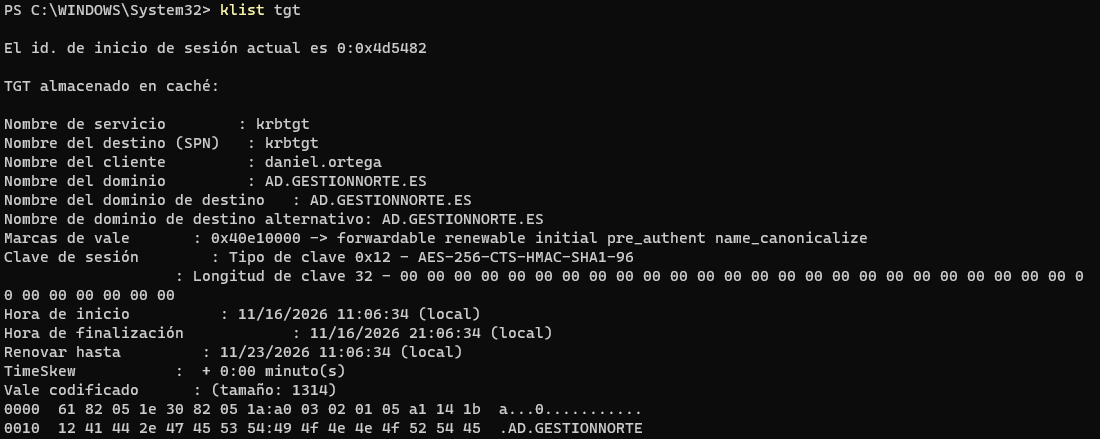 PS C:\WINDOWS\System32> klist tgt
El id. de inicio de sesión actual es 0:0x4d5482
TGT almacenado en caché:
Nombre de servicio        : krbtgt
Nombre del destino (SPN)   : krbtgt
Nombre del cliente         : daniel.ortega
Nombre del dominio         : AD.GESTIONNORTE.ES
Nombre del dominio de destino   : AD.GESTIONNORTE.ES
Nombre de dominio de destino alternativo: AD.GESTIONNORTE.ES
Marcas de vale       : 0x40e10000 -> forwardable renewable initial pre_authent name_canonicalize
Clave de sesión        : Tipo de clave 0x12 - AES-256-CTS-HMAC-SHA1-96
                   : Longitud de clave 32 - 00 00 00 00 00 00 00 00 00 00 00 00 00 00 00 00 00 00 00 00 00 00 00 00 00 0
0 00 00 00 00 00 00
Hora de inicio          : 11/16/2026 11:06:34 (local)
Hora de finalización            : 11/16/2026 21:06:34 (local)
Renovar hasta         : 11/23/2026 11:06:34 (local)
TimeSkew           :  + 0:00 minuto(s)
Vale codificado      : (tamaño: 1314)
0000  61 82 05 1e 30 82 05 1a:a0 03 02 01 05 a1 14 1b  a...0...........
0010  12 41 44 2e 47 45 53 54:49 4f 4e 4e 4f 52 54 45  .AD.GESTIONNORTE